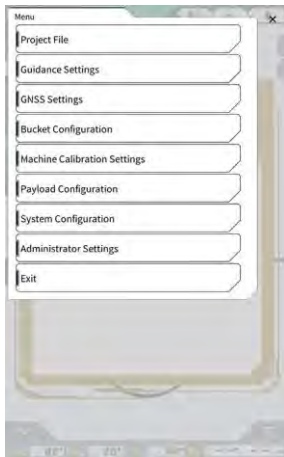 Menu
Project File
Guidance Settings
GNSS Settings
Bucket Configuration
Machine Calibration Settings
Payload Configuration
System Configuration
Administrator Settings
Exit